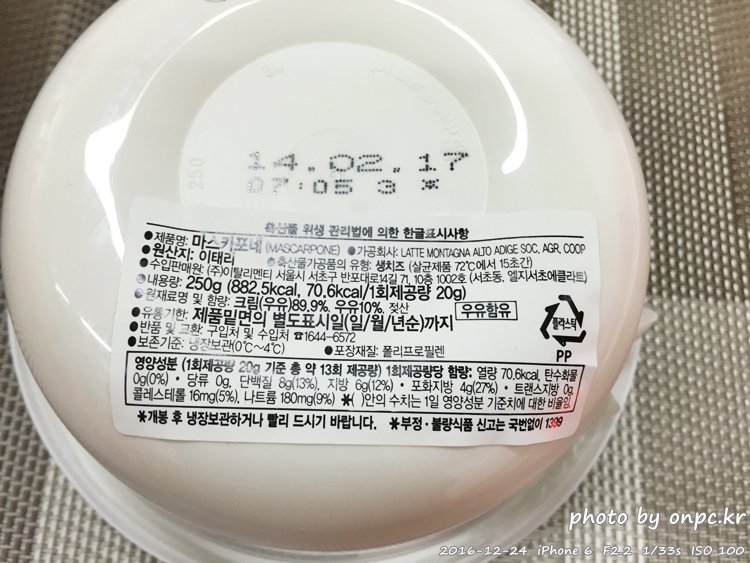 250
14.02.17
07:05 3 *
축산물 위생 관리법에 의한 한글표시사항
●제품명: 마스카포네 (MASCARPONE) ●가공회사: LATTE MONTAGNA ALTO ADIGE SOC. AGR. COOP
●원산지: 이태리 ●축산물가공품의 유형: 생치즈 (살균제품 72℃에서 15초간)
●수입판매원: (주)이탈리멘티 서울시 서초구 반포대로14길 71, 10층 1002호 (서초동, 엘지서초에클라트)
●내용량: 250g (882.5kcal, 70.6kcal/1회제공량 20g)
●원재료명 및 함량: 크림(우유)89.9%, 우유10%, 젖산 우유함유
●유통기한: 제품밑면의 별도표시일(일/월/년순)까지
●반품 및 교환: 구입처 및 수입처 ☎1644-6572
●보존기준: 냉장보관(0℃~4℃) ●포장재질: 폴리프로필렌
플라스틱
PP
영양성분 (1회제공량 20g 기준 총 약 13회 제공량) 1회제공량당 함량: 열량 70.6kcal, 탄수화물
0g(0%) · 당류 0g, 단백질 8g(13%), 지방 6g(12%) · 포화지방 4g(27%) · 트랜스지방 0g,
콜레스테롤 16mg(5%), 나트륨 180mg(9%) ※( )안의 수치는 1일 영양성분 기준치에 대한 비율임.
※개봉 후 냉장보관하거나 빨리 드시기 바랍니다. ※부정·불량식품 신고는 국번없이 1399
photo by onpc.kr
2016-12-24 iPhone 6 F2.2 1/33s ISO 100